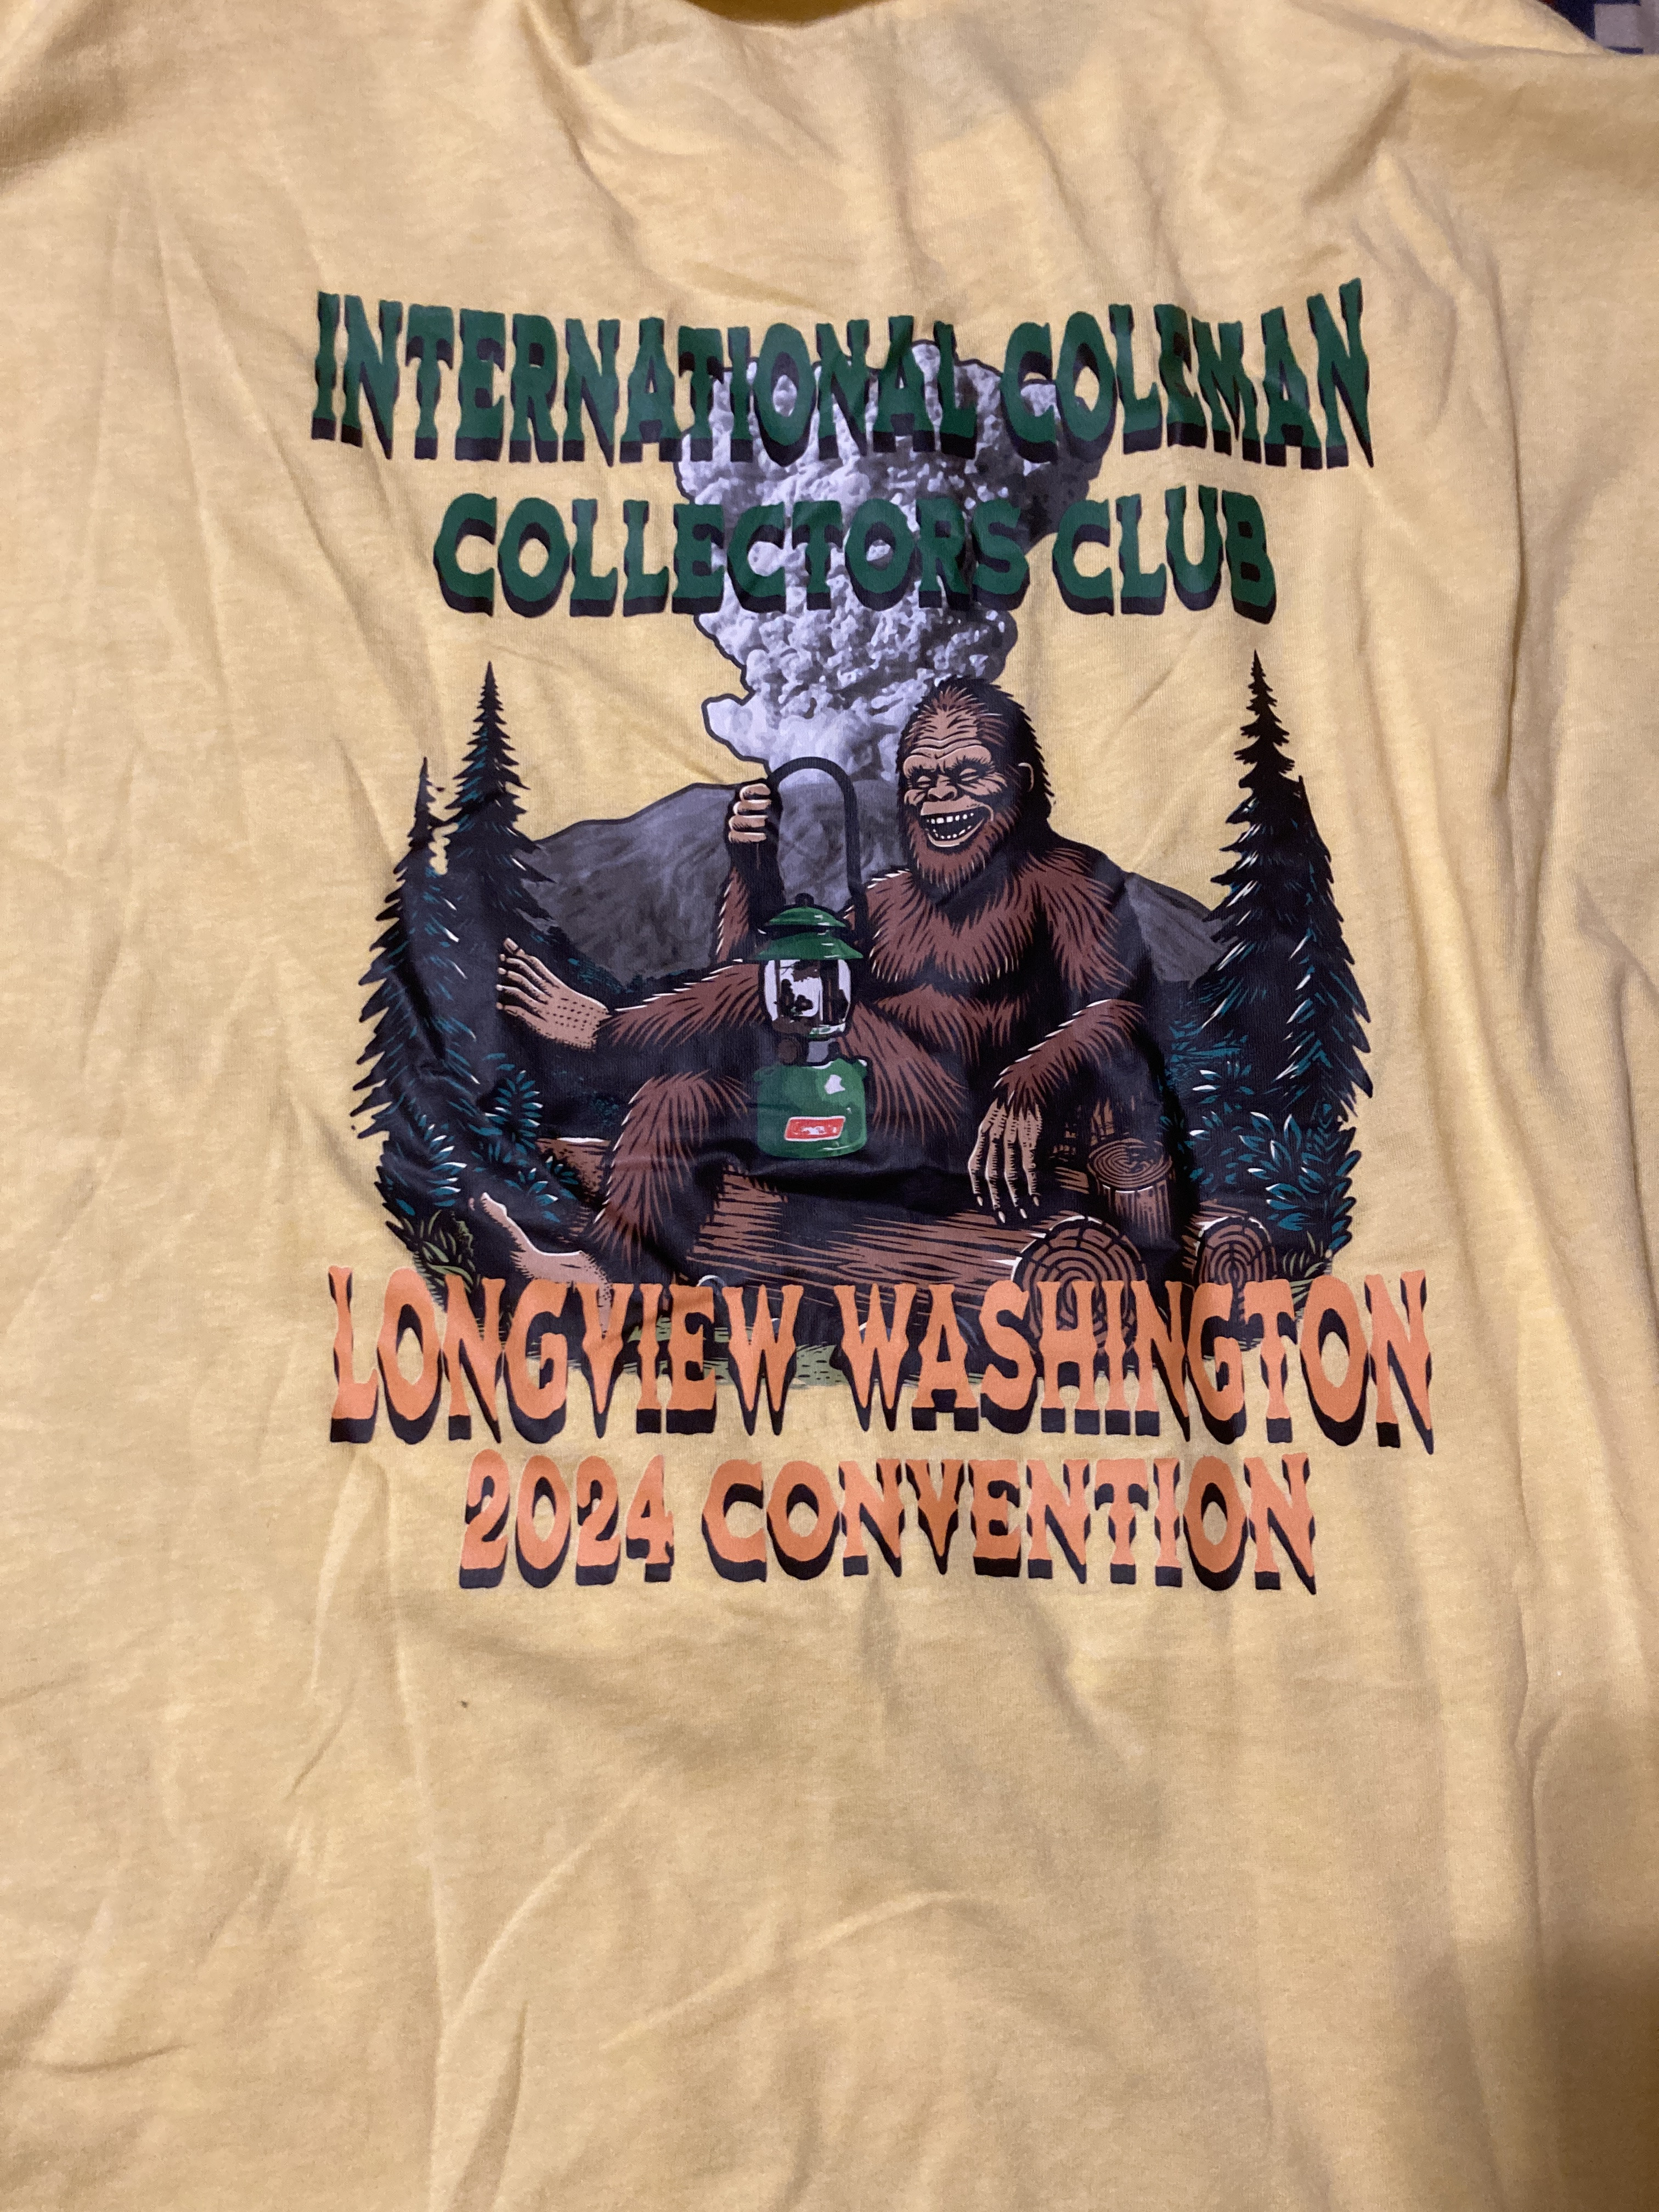 INTERNATIONAL COLEMAN
COLLECTORS CLUB
LONGVIEW WASHINGTON
2024 CONVENTION